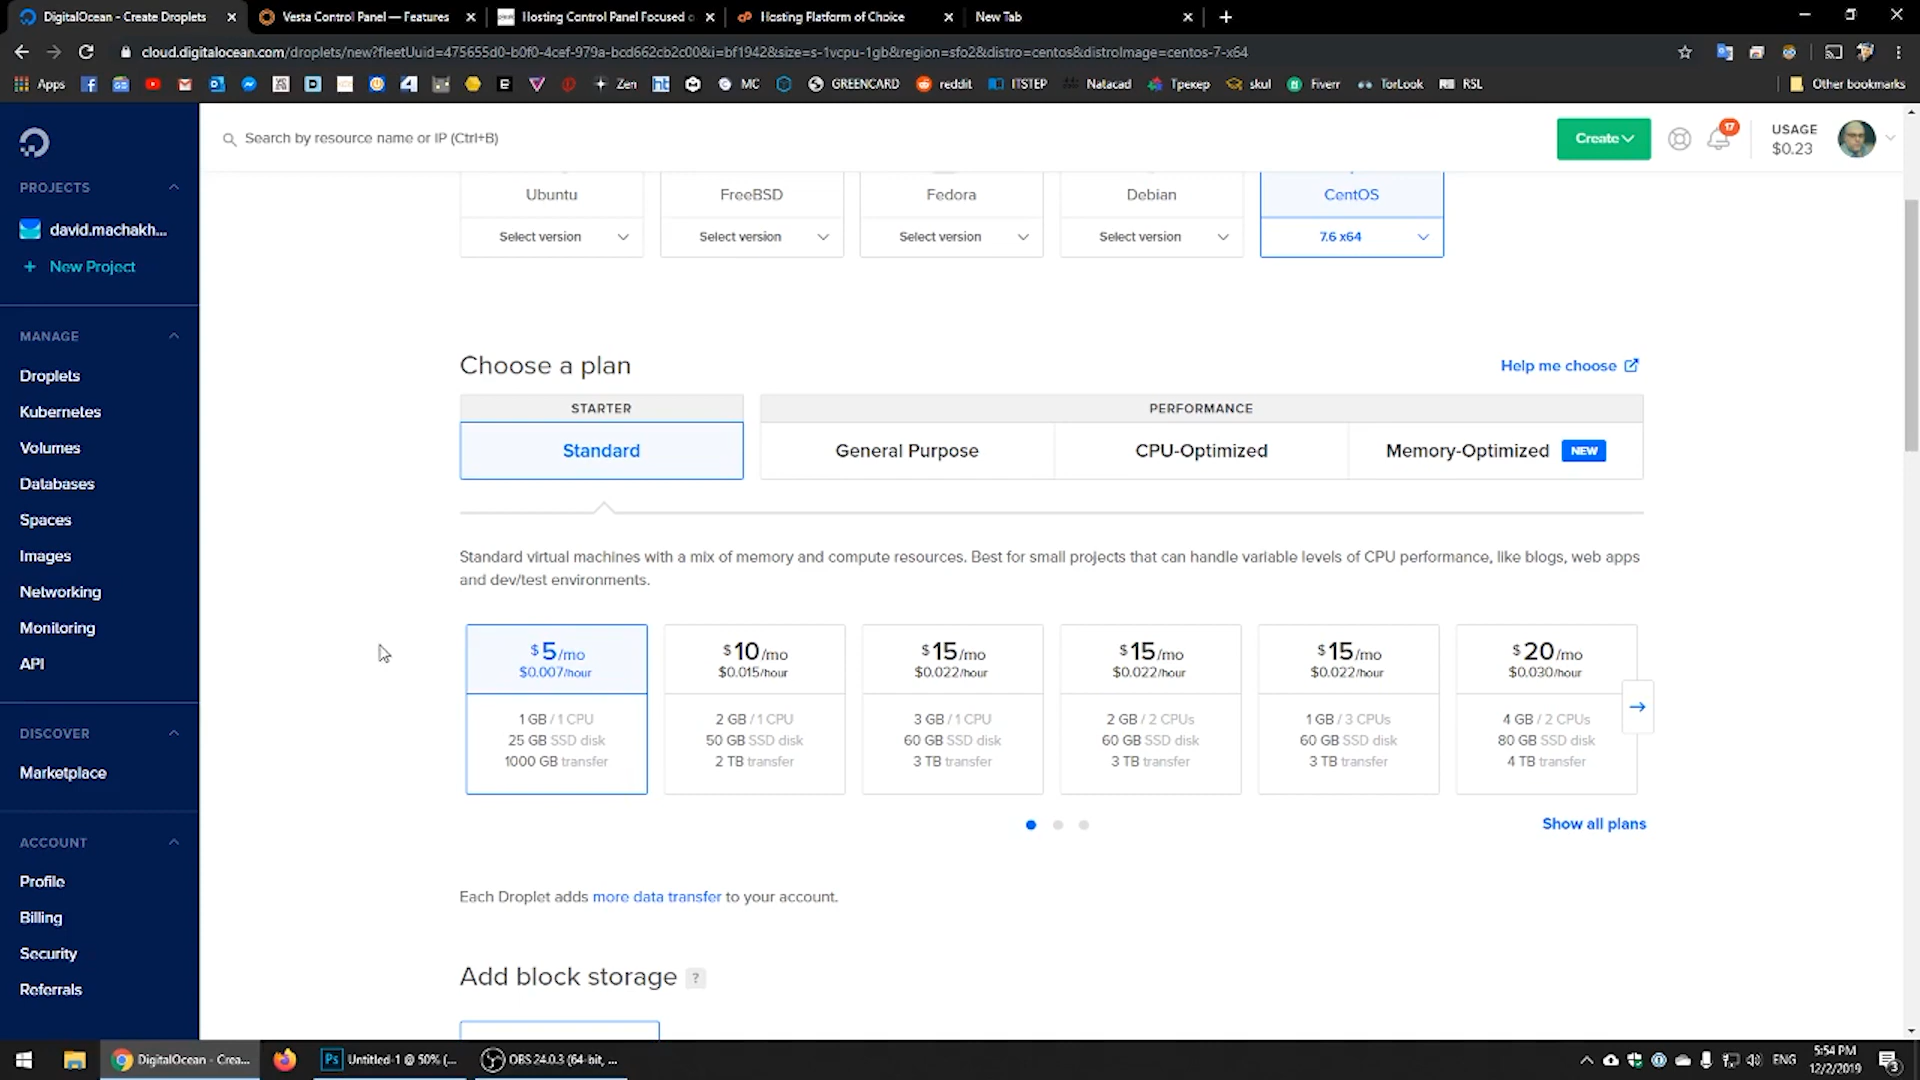 DigitalOcean - Create Droplets
Vesta Control Panel — Features
Hosting Control Panel Focused o
Hosting Platform of Choice
New Tab
cloud.digitalocean.com/droplets/new?fleetUuid=475655d0-b0f0-4cef-979a-bcd662cb2c00&i=bf1942&size=s-1vcpu-1gb&region=sfo2&distro=centos&distroImage=centos-7-x64
Apps
Zen
MC
GREENCARD
reddit
ITSTEP
Natacad
Трекер
skul
Fiverr
TorLook
RSL
Other bookmarks
Search by resource name or IP (Ctrl+B)
Create
17
USAGE
$0.23
PROJECTS
david.machakh...
+ New Project
MANAGE
Droplets
Kubernetes
Volumes
Databases
Spaces
Images
Networking
Monitoring
API
DISCOVER
Marketplace
ACCOUNT
Profile
Billing
Security
Referrals
Ubuntu
Select version
FreeBSD
Select version
Fedora
Select version
Debian
Select version
CentOS
7.6 x64
Choose a plan
Help me choose
STARTER
Standard
PERFORMANCE
General Purpose
CPU-Optimized
Memory-Optimized NEW
Standard virtual machines with a mix of memory and compute resources. Best for small projects that can handle variable levels of CPU performance, like blogs, web apps
and dev/test environments.
$5/mo
$0.007/hour
1 GB / 1 CPU
25 GB SSD disk
1000 GB transfer
$10/mo
$0.015/hour
2 GB / 1 CPU
50 GB SSD disk
2 TB transfer
$15/mo
$0.022/hour
3 GB / 1 CPU
60 GB SSD disk
3 TB transfer
$15/mo
$0.022/hour
2 GB / 2 CPUs
60 GB SSD disk
3 TB transfer
$15/mo
$0.022/hour
1 GB / 3 CPUs
60 GB SSD disk
3 TB transfer
$20/mo
$0.030/hour
4 GB / 2 CPUs
80 GB SSD disk
4 TB transfer
Show all plans
Each Droplet adds more data transfer to your account.
Add block storage ?
DigitalOcean - Crea...
Ps
Untitled-1 @ 50% (...
OBS 24.0.3 (64-bit, ...
ENG
5:54 PM
12/2/2019
3